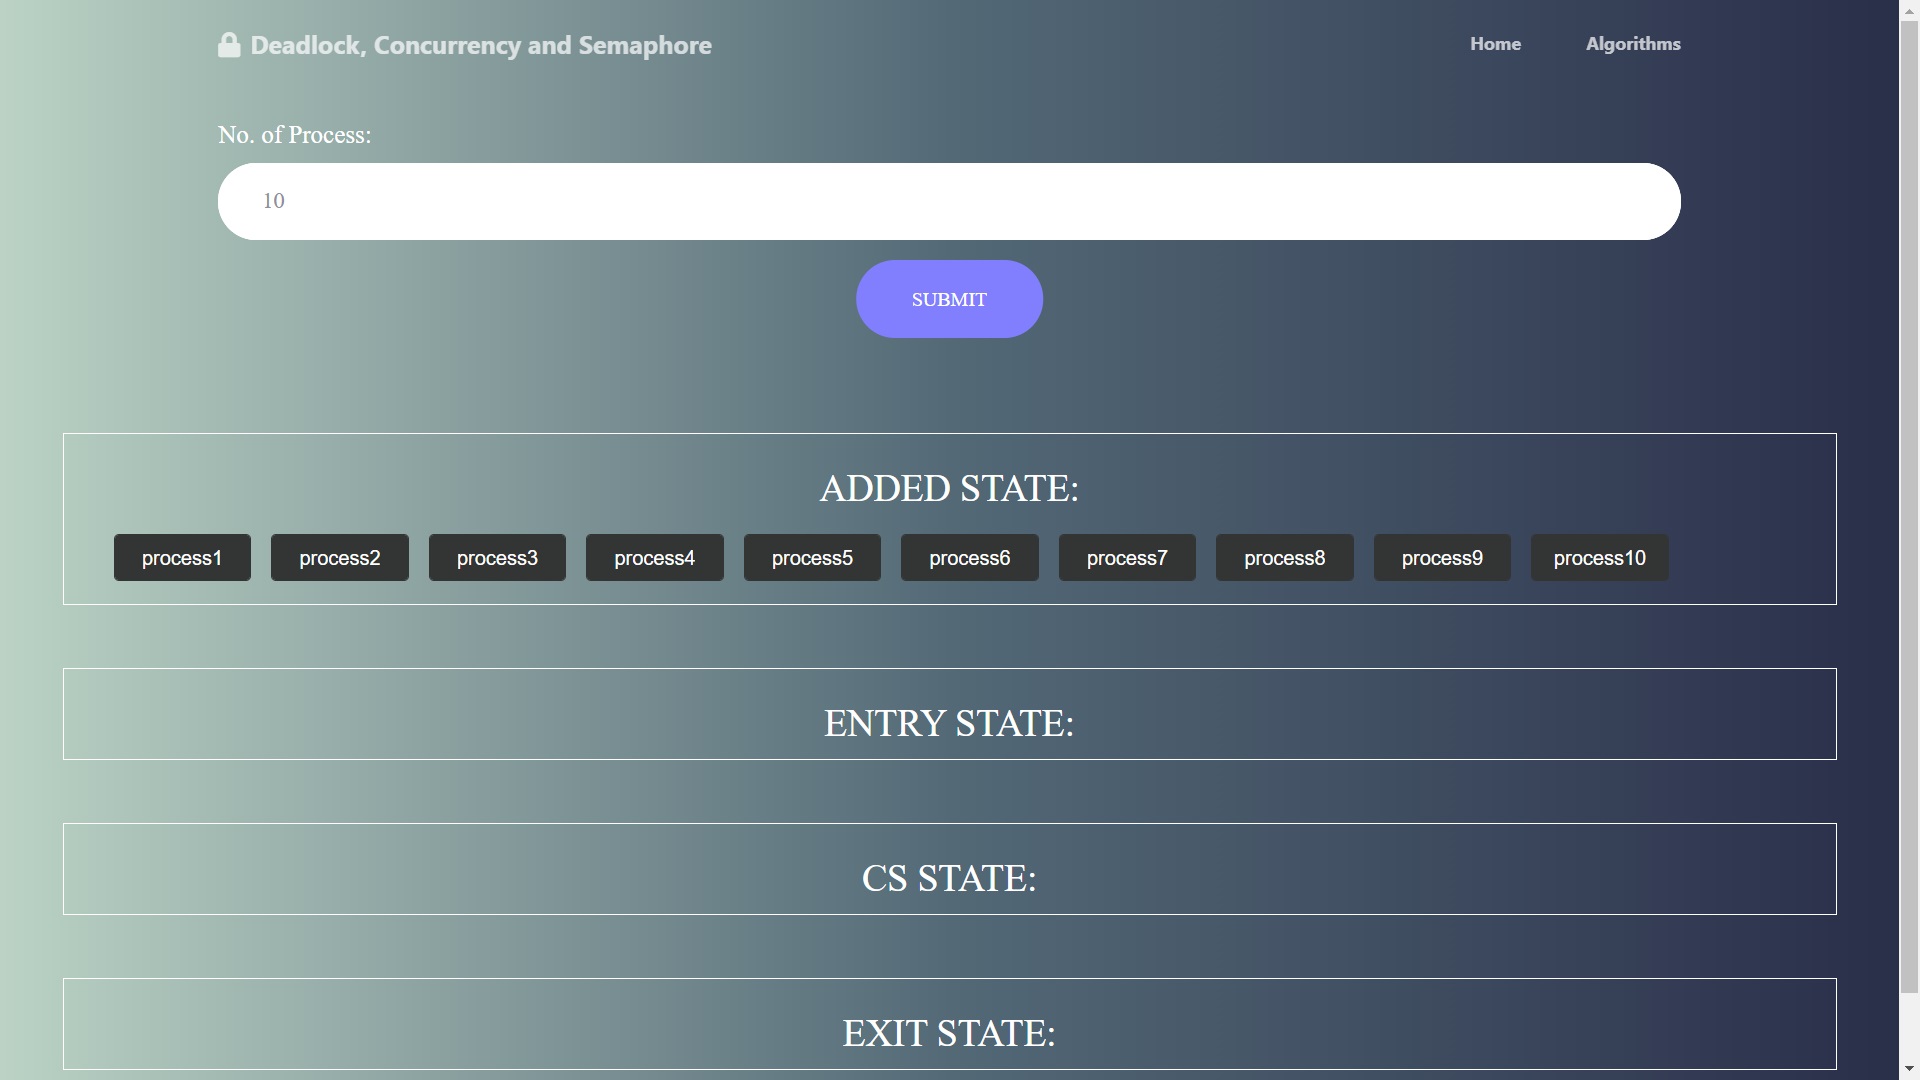 Deadlock, Concurrency and Semaphore Home Algorithms
No. of Process:
10
SUBMIT
ADDED STATE:
process1 process2 process3 process4 process5 process6 process7 process8 process9 process10
ENTRY STATE:
CS STATE:
EXIT STATE: